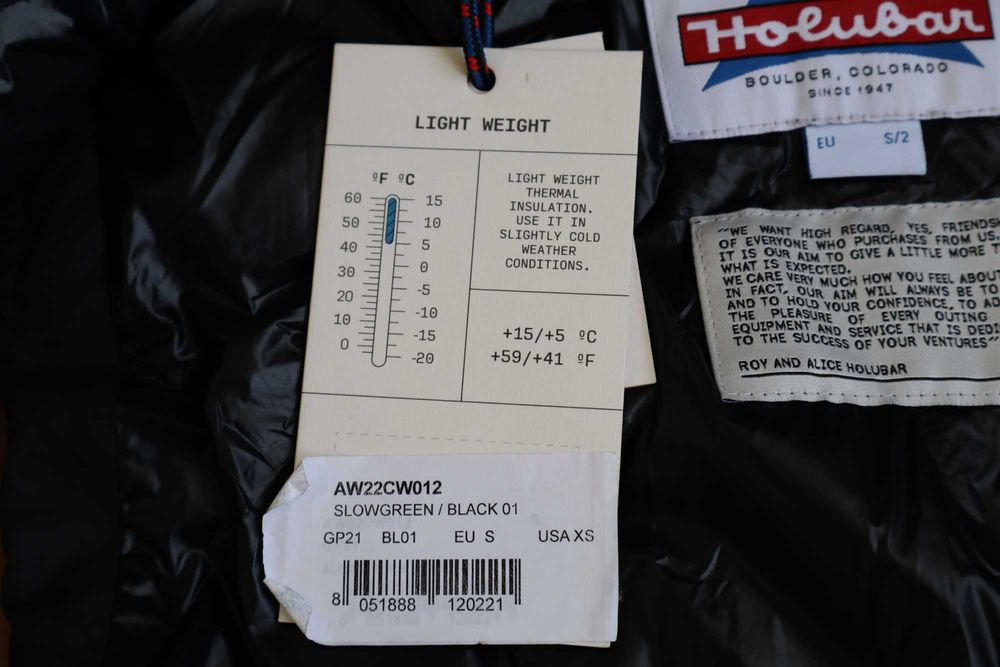 LIGHT WEIGHT
ºF ºC
60 15
50 10
40 5
30 0
20 -5
10 -10
0 -15
-20
LIGHT WEIGHT
THERMAL
INSULATION.
USE IT IN
SLIGHTLY COLD
WEATHER
CONDITIONS.
+15/+5 ºC
+59/+41 ºF
AW22CW012
SLOWGREEN / BLACK 01
GP21 BL01 EU S USA XS
8 051888 120221
Holubar
BOULDER, COLORADO
SINCE 1947
EU S/2
"WE WANT HIGH REGARD, YES, FRIENDS
OF EVERYONE WHO PURCHASES FROM US.
IT IS OUR AIM TO GIVE A LITTLE MORE
WHAT IS EXPECTED.
WE CARE VERY MUCH HOW YOU FEEL ABOUT
IN FACT, OUR AIM WILL ALWAYS BE TO
AND TO HOLD YOUR CONFIDENCE, TO
THE PLEASURE OF EVERY OUTING
EQUIPMENT AND SERVICE THAT IS
TO THE SUCCESS OF YOUR VENTURES"
ROY AND ALICE HOLUBAR